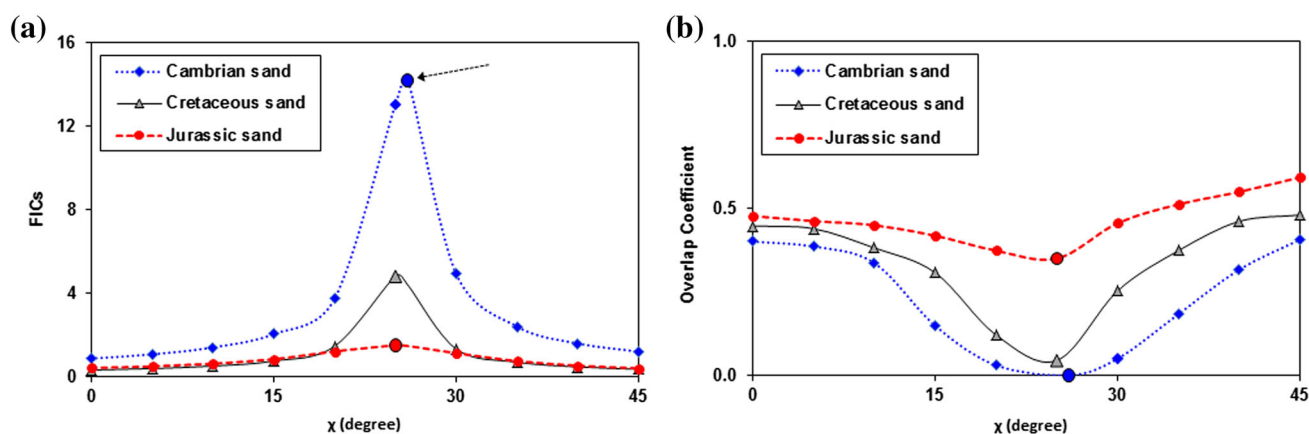 (a)
16
12
8
4
0
FICs
Cambrian sand
Cretaceous sand
Jurassic sand
0 15 30 45
χ (degree)
(b)
1.0
0.5
0.0
Overlap Coefficient
Cambrian sand
Cretaceous sand
Jurassic sand
0 15 30 45
χ (degree)